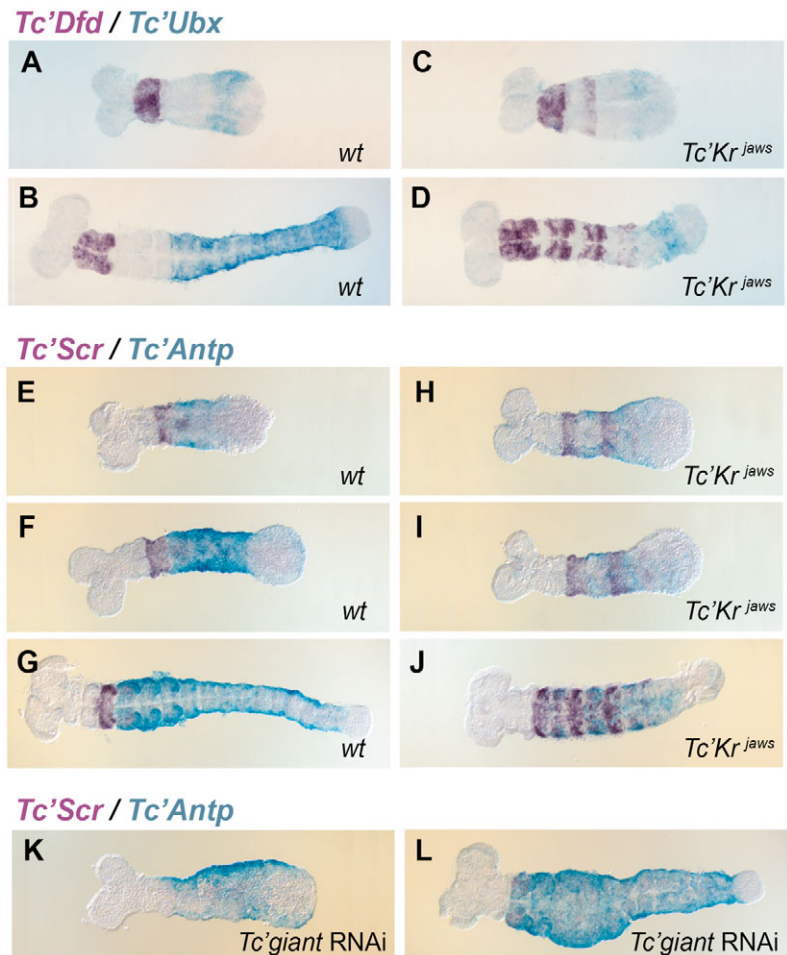 Tc'Dfd / Tc'Ubx
A
wt
C
Tc'Kr jaws
B
wt
D
Tc'Kr jaws
Tc'Scr / Tc'Antp
E
wt
H
Tc'Kr jaws
F
wt
I
Tc'Kr jaws
G
wt
J
Tc'Kr jaws
Tc'Scr / Tc'Antp
K
Tc'giant RNAi
L
Tc'giant RNAi